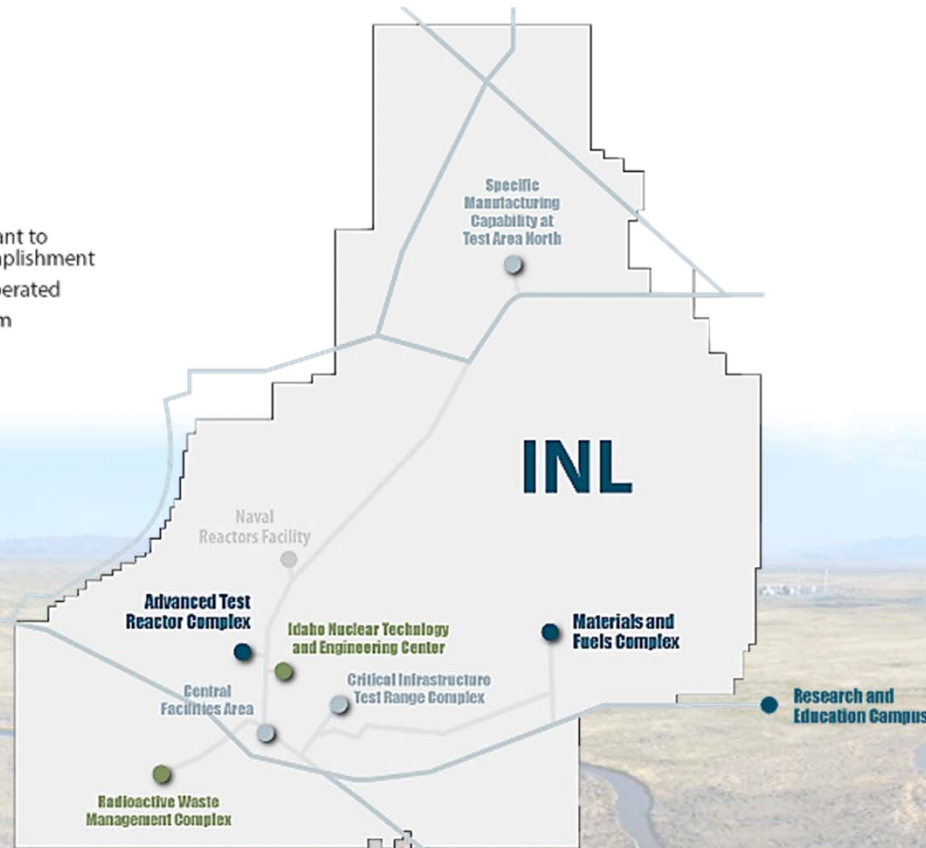 Specific
Manufacturing
Capability at
Test Area North
ant to
plishment
erated
m
INL
Naval
Reactors Facility
Advanced Test
Reactor Complex
Idaho Nuclear Technology
and Engineering Center
Materials and
Fuels Complex
Central
Facilities Area
Critical Infrastructure
Test Range Complex
Research and
Education Campus
Radioactive Waste
Management Complex